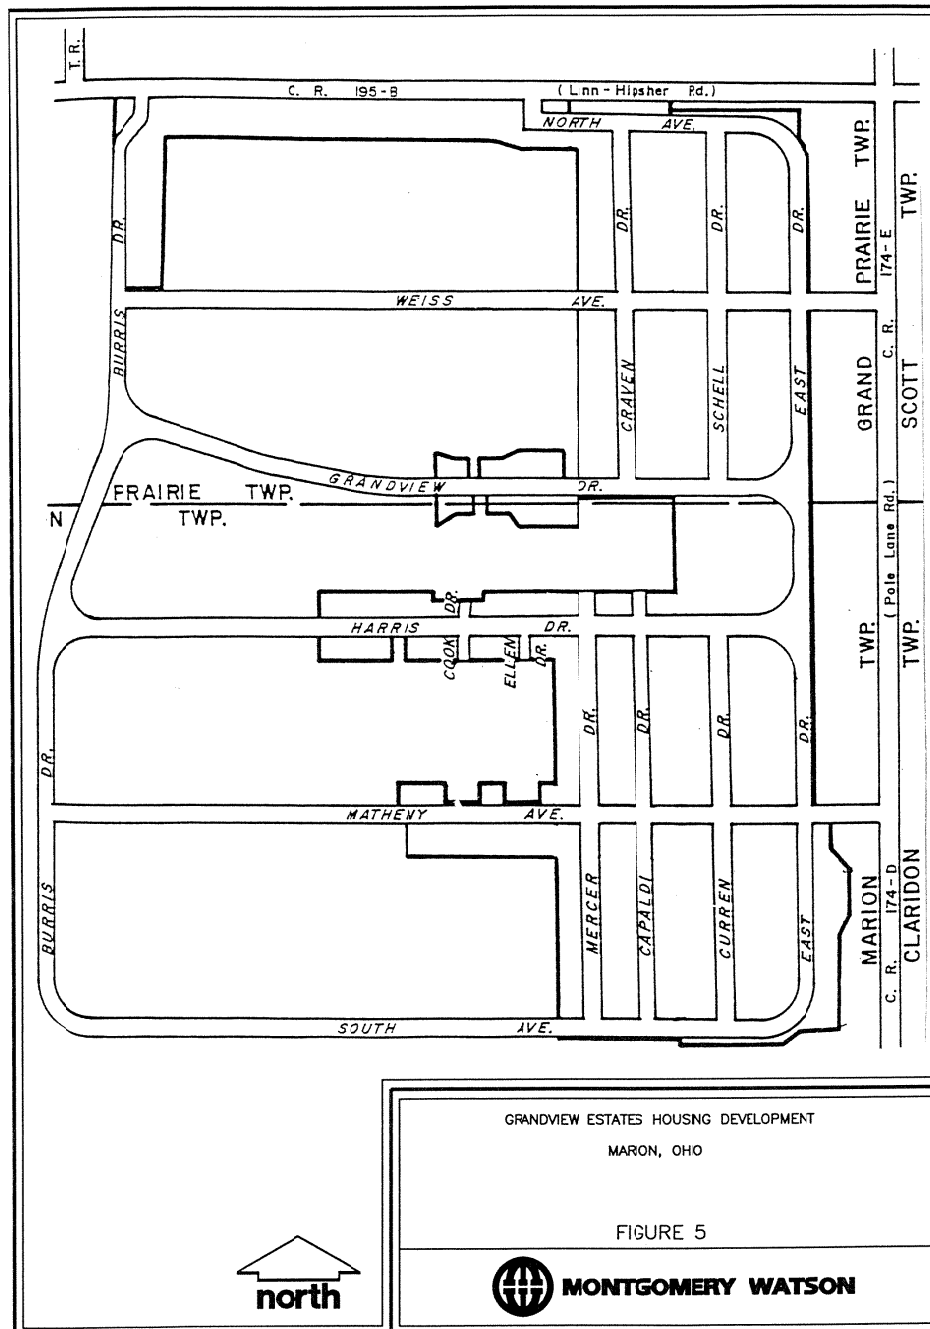 T. R.
C. R. 195-B (Linn-Hipsher Rd.)
NORTH AVE.
PRAIRIE TWP.
TWP.
174-E
DR.
DR.
DR.
DR.
WEISS AVE.
BURRIS
CRAVEN
SCHELL
EAST
C. R.
GRAND
SCOTT
GRANDVIEW DR.
PRAIRIE TWP.
N TWP.
(Pole Lane Rd.)
DR.
HARRIS DR.
COOK
ELLEN
DR.
TWP.
TWP.
DR.
DR.
DR.
DR.
DR.
MATHENY AVE.
BURRIS
MERCER
CAPALDI
CURREN
EAST
MARION
174-D
CLARIDON
C. R.
SOUTH AVE.
GRANDVIEW ESTATES HOUSNG DEVELOPMENT
MARON, OHO
FIGURE 5
north
MONTGOMERY WATSON